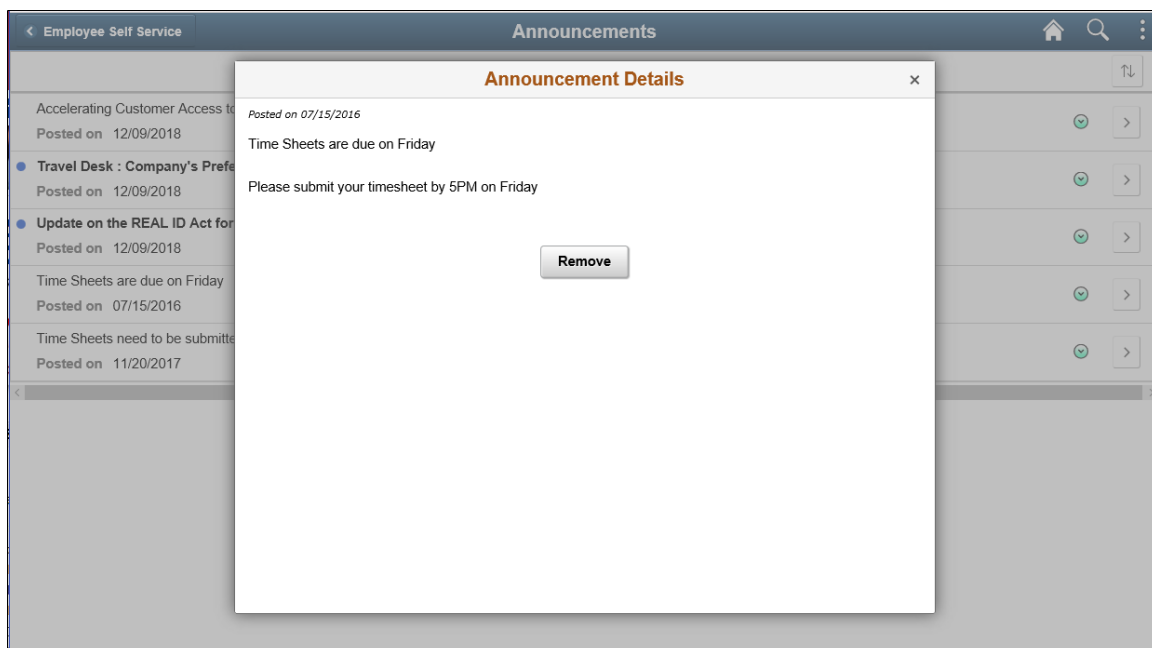 Employee Self Service
Announcements
Announcement Details
Posted on 07/15/2016
Time Sheets are due on Friday
Please submit your timesheet by 5PM on Friday
Remove
Accelerating Customer Access to
Posted on 12/09/2018
Travel Desk : Company's Prefe
Posted on 12/09/2018
Update on the REAL ID Act for
Posted on 12/09/2018
Time Sheets are due on Friday
Posted on 07/15/2016
Time Sheets need to be submitte
Posted on 11/20/2017